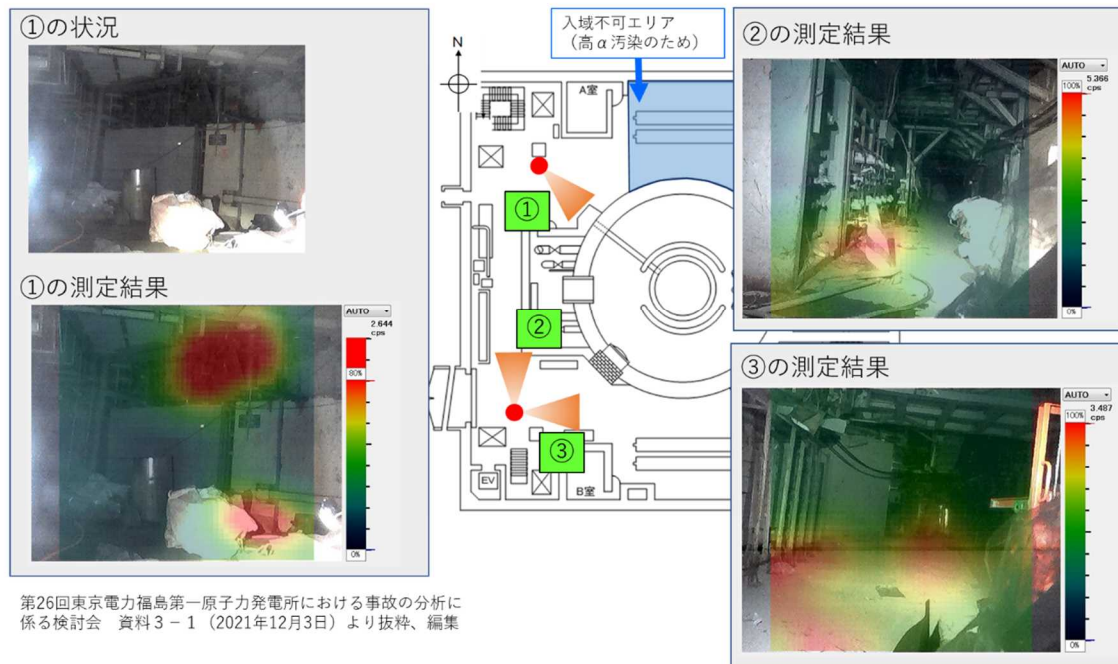 ①の状況
①の測定結果
AUTO
2.644
cps
80%
0%
入域不可エリア
（高α汚染のため）
N
A室
①
②
③
EV
B室
②の測定結果
AUTO
100%
5.366
cps
0%
③の測定結果
AUTO
100%
3.487
cps
0%
第26回東京電力福島第一原子力発電所における事故の分析に
係る検討会　資料３－１（2021年12月3日）より抜粋、編集